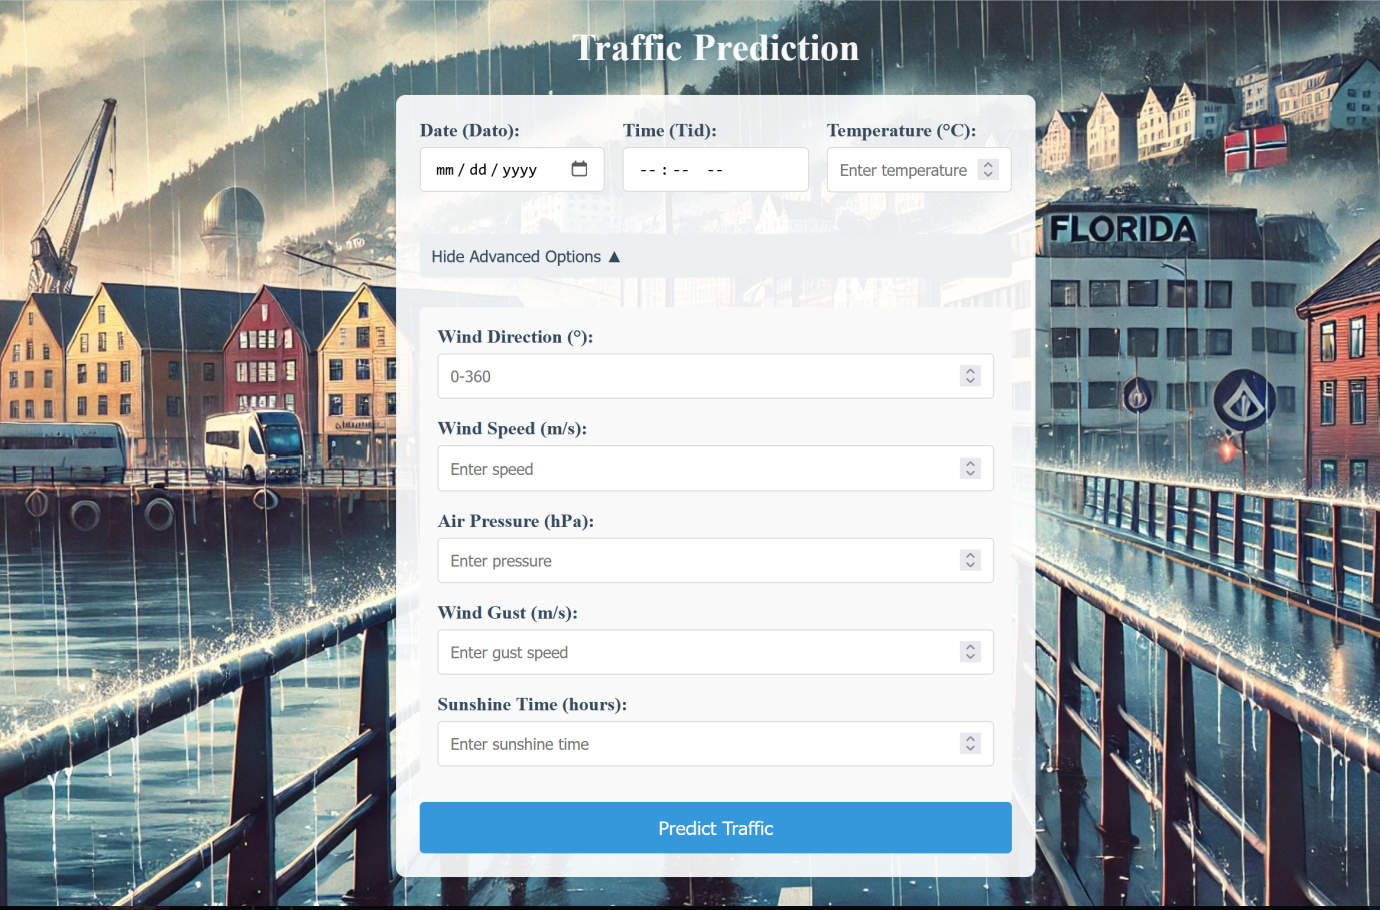 Traffic Prediction
Date (Dato): Time (Tid): Temperature (°C):
mm/dd/yyyy --:-- -- Enter temperature
FLORIDA
Hide Advanced Options ▲
Wind Direction (°):
0-360
Wind Speed (m/s):
Enter speed
Air Pressure (hPa):
Enter pressure
Wind Gust (m/s):
Enter gust speed
Sunshine Time (hours):
Enter sunshine time
Predict Traffic